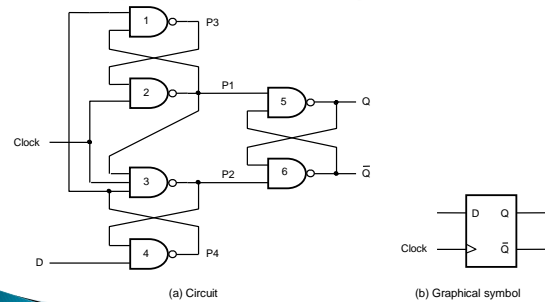 1
P3
2
P1
5
Q
Clock
3
P2
6
Q̅
4
P4
D
D Q
Clock
Q̅
(a) Circuit
(b) Graphical symbol